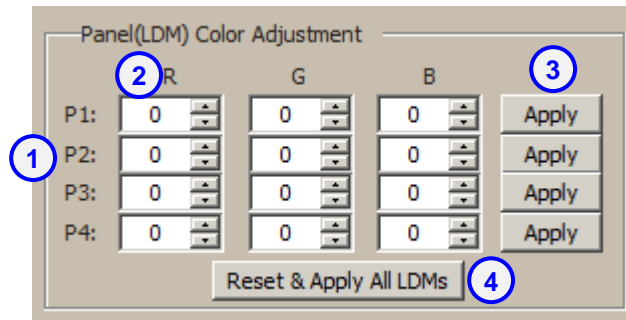 Panel(LDM) Color Adjustment
2 R G B 3
P1: 0 0 0 Apply
1 P2: 0 0 0 Apply
P3: 0 0 0 Apply
P4: 0 0 0 Apply
Reset & Apply All LDMs 4